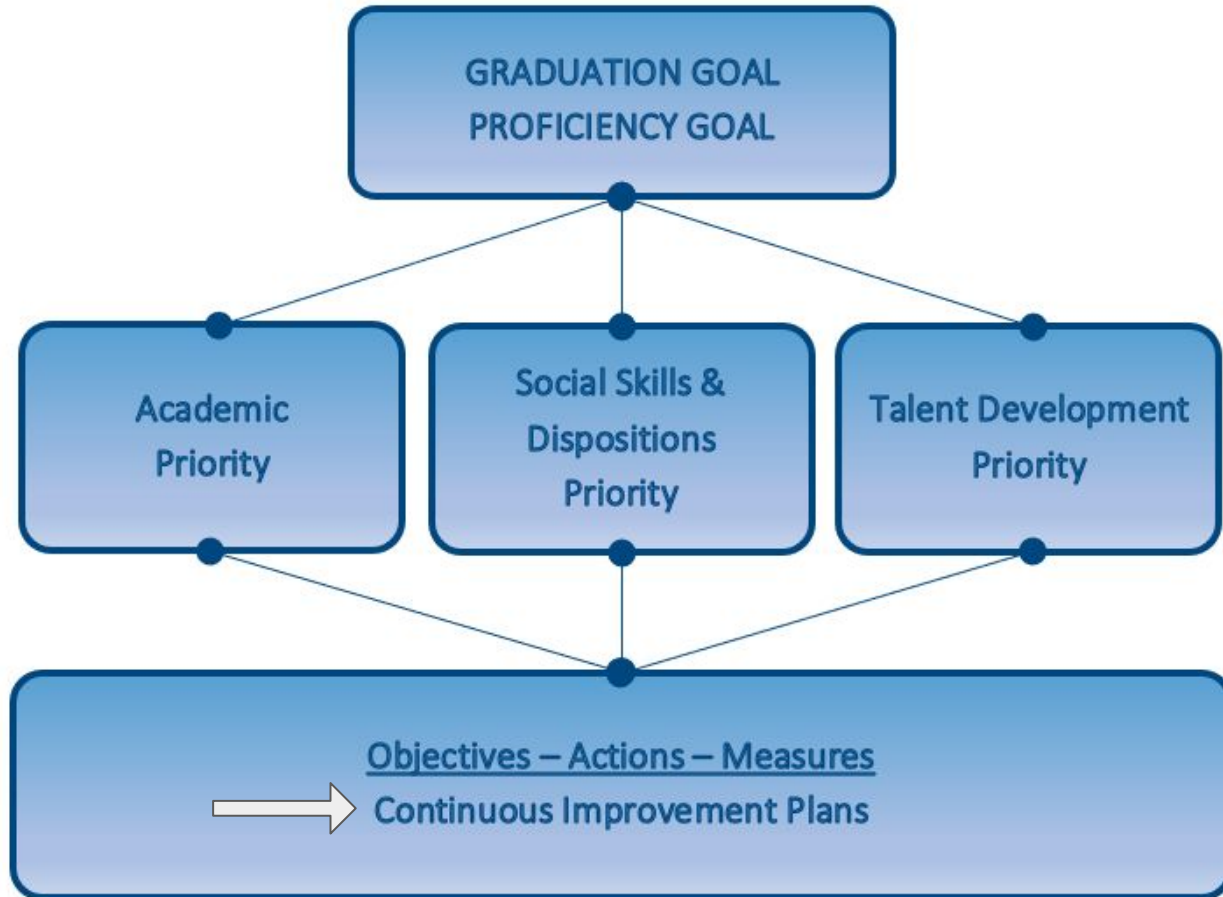 GRADUATION GOAL
PROFICIENCY GOAL
Academic
Priority
Social Skills &
Dispositions
Priority
Talent Development
Priority
Objectives – Actions – Measures
Continuous Improvement Plans